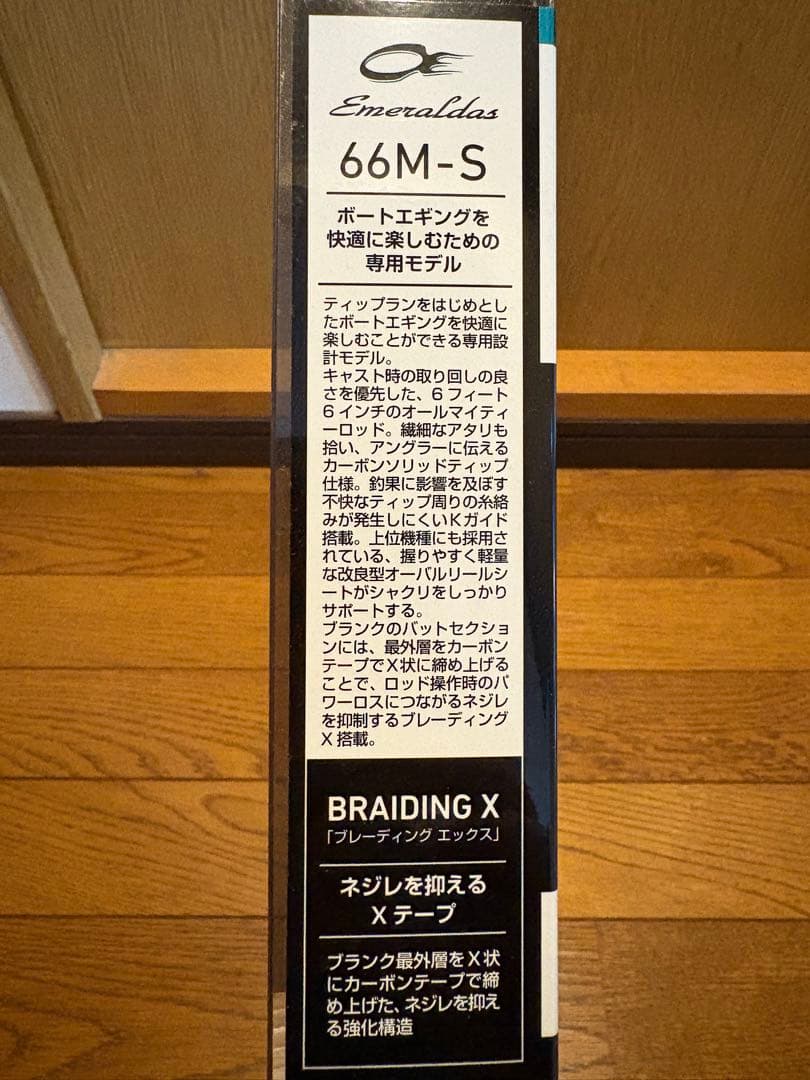 Emeraldas
66M-S
ボートエギングを
快適に楽しむための
専用モデル
ティップランをはじめとし
たボートエギングを快適に
楽しむことができる専用設
計モデル。
キャスト時の取り回しの良
さを優先した、6フィート
6インチのオールマイティ
ーロッド。繊細なアタリも
拾い、アングラーに伝える
カーボンソリッドティップ
仕様。釣果に影響を及ぼす
不快なティップ周りの糸絡
みが発生しにくいKガイド
搭載。上位機種にも採用さ
れている、握りやすく軽量
な改良型オーバルリールシ
ートがシャクリをしっかり
サポートする。
ブランクのバットセクショ
ンには、最外層をカーボン
テープでX状に締め上げる
ことで、ロッド操作時のパ
ワーロスにつながるネジレ
を抑制するブレーディング
X搭載。
BRAIDING X
「ブレーディング エックス」
ネジレを抑える
Xテープ
ブランク最外層をX状
にカーボンテープで締
め上げた、ネジレを抑え
る強化構造